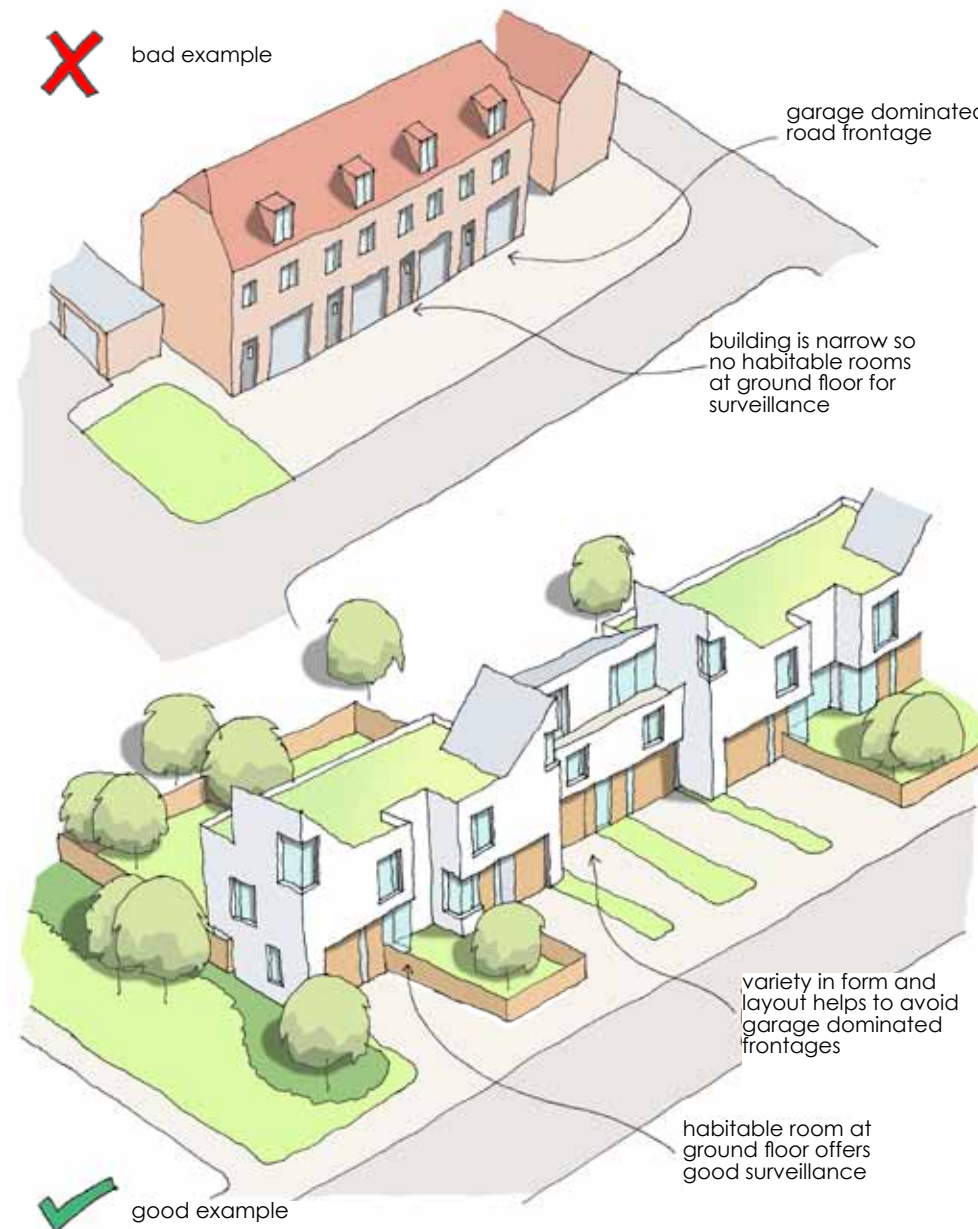 bad example
garage dominated
road frontage
building is narrow so
no habitable rooms
at ground floor for
surveillance
variety in form and
layout helps to avoid
garage dominated
frontages
habitable room at
ground floor offers
good surveillance
good example